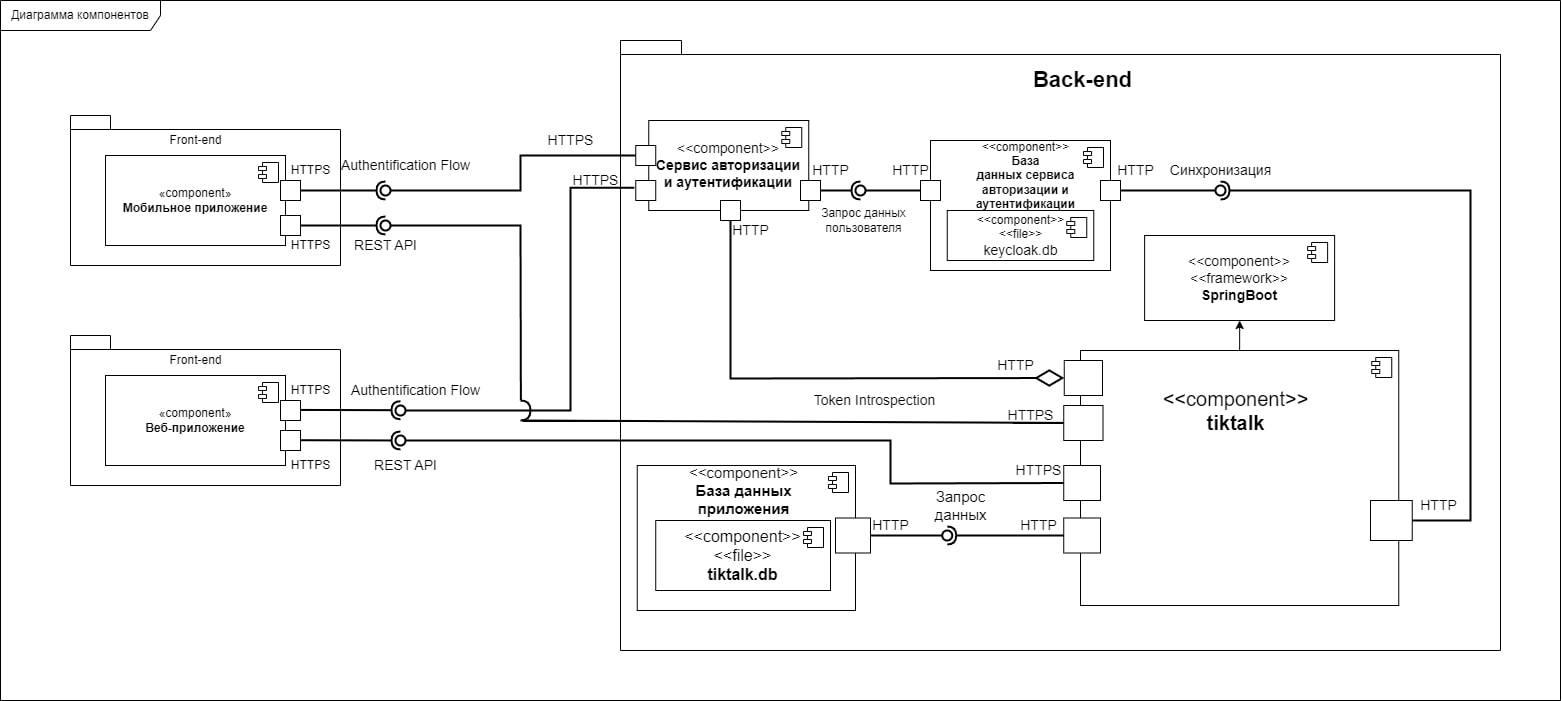 Диаграмма компонентов
Back-end
Front-end
«component»
Мобильное приложение
HTTPS
HTTPS
Authentification Flow
REST API
HTTPS
HTTPS
<<component>>
Сервис авторизации
и аутентификации
HTTP
HTTP
Запрос данных
пользователя
HTTP
<<component>>
База
данных сервиса
авторизации и
аутентификации
<<component>>
<<file>>
keycloak.db
HTTP
Синхронизация
<<component>>
<<framework>>
SpringBoot
Front-end
«component»
Веб-приложение
HTTPS
HTTPS
Authentification Flow
REST API
HTTP
Token Introspection
HTTPS
HTTPS
<<component>>
tiktalk
HTTP
<<component>>
База данных
приложения
<<component>>
<<file>>
tiktalk.db
HTTP
Запрос
данных
HTTP